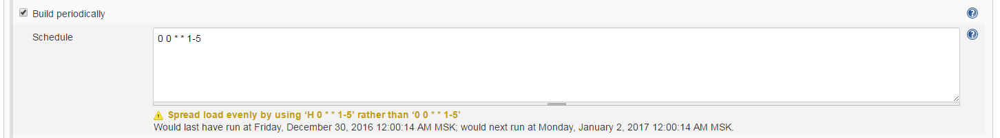 Build periodically
Schedule
0 0 * * 1-5
Spread load evenly by using ‘H 0 * * 1-5’ rather than ‘0 0 * * 1-5’
Would last have run at Friday, December 30, 2016 12:00:14 AM MSK; would next run at Monday, January 2, 2017 12:00:14 AM MSK.